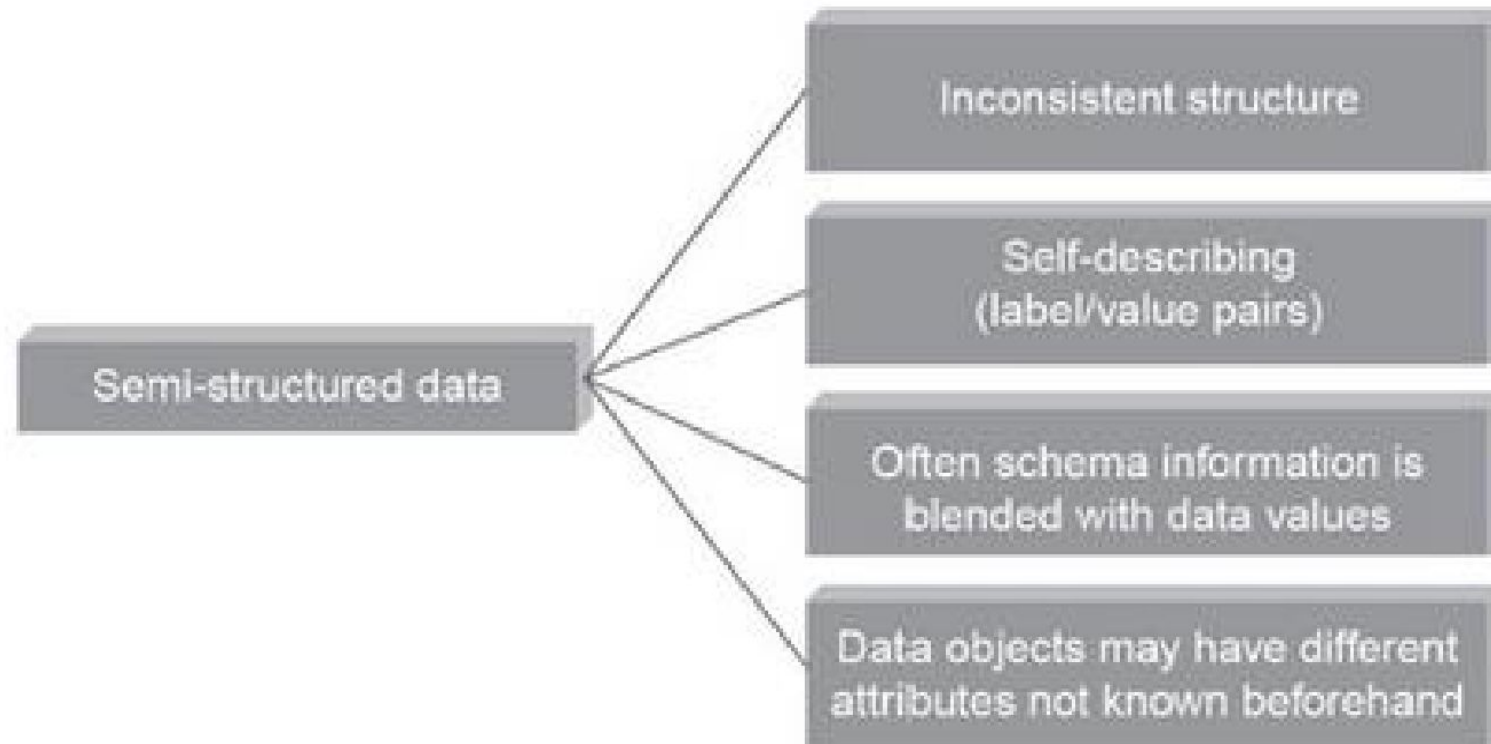 Inconsistent structure
Self-describing
(label/value pairs)
Semi-structured data
Often schema information is
blended with data values
Data objects may have different
attributes not known beforehand